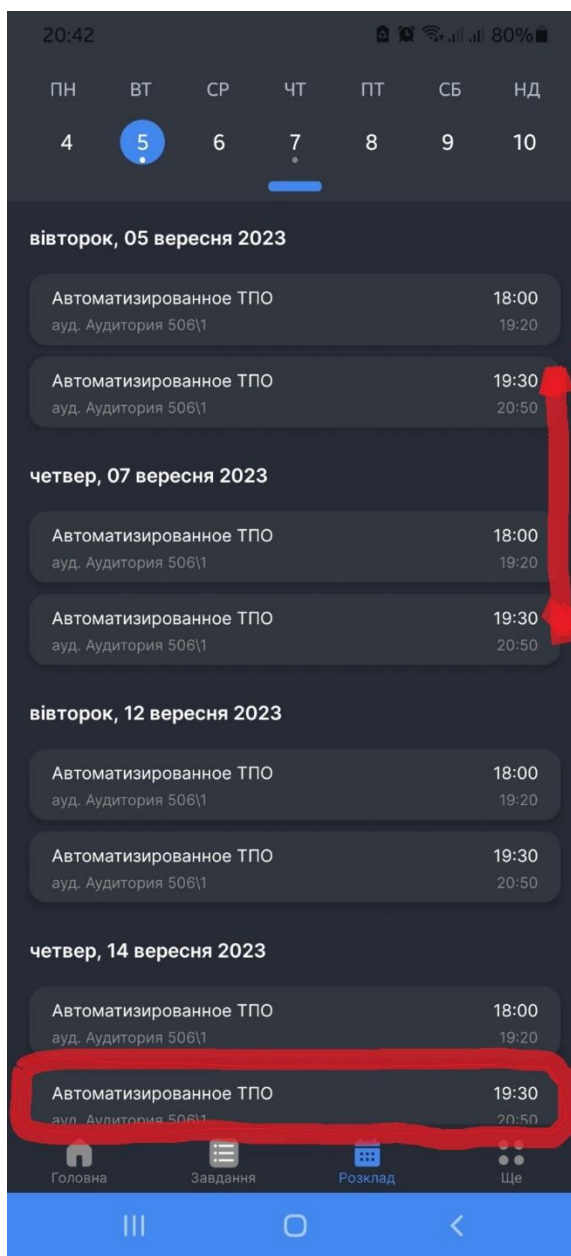 20:42 80%
ПН ВТ СР ЧТ ПТ СБ НД
4 5 6 7 8 9 10
вівторок, 05 вересня 2023
Автоматизированное ТПО 18:00
ауд. Аудитория 506\1 19:20
Автоматизированное ТПО 19:30
ауд. Аудитория 506\1 20:50
четвер, 07 вересня 2023
Автоматизированное ТПО 18:00
ауд. Аудитория 506\1 19:20
Автоматизированное ТПО 19:30
ауд. Аудитория 506\1 20:50
вівторок, 12 вересня 2023
Автоматизированное ТПО 18:00
ауд. Аудитория 506\1 19:20
Автоматизированное ТПО 19:30
ауд. Аудитория 506\1 20:50
четвер, 14 вересня 2023
Автоматизированное ТПО 18:00
ауд. Аудитория 506\1 19:20
Автоматизированное ТПО 19:30
ауд. Аудитория 506\1 20:50
Головна Завдання Розклад Ще